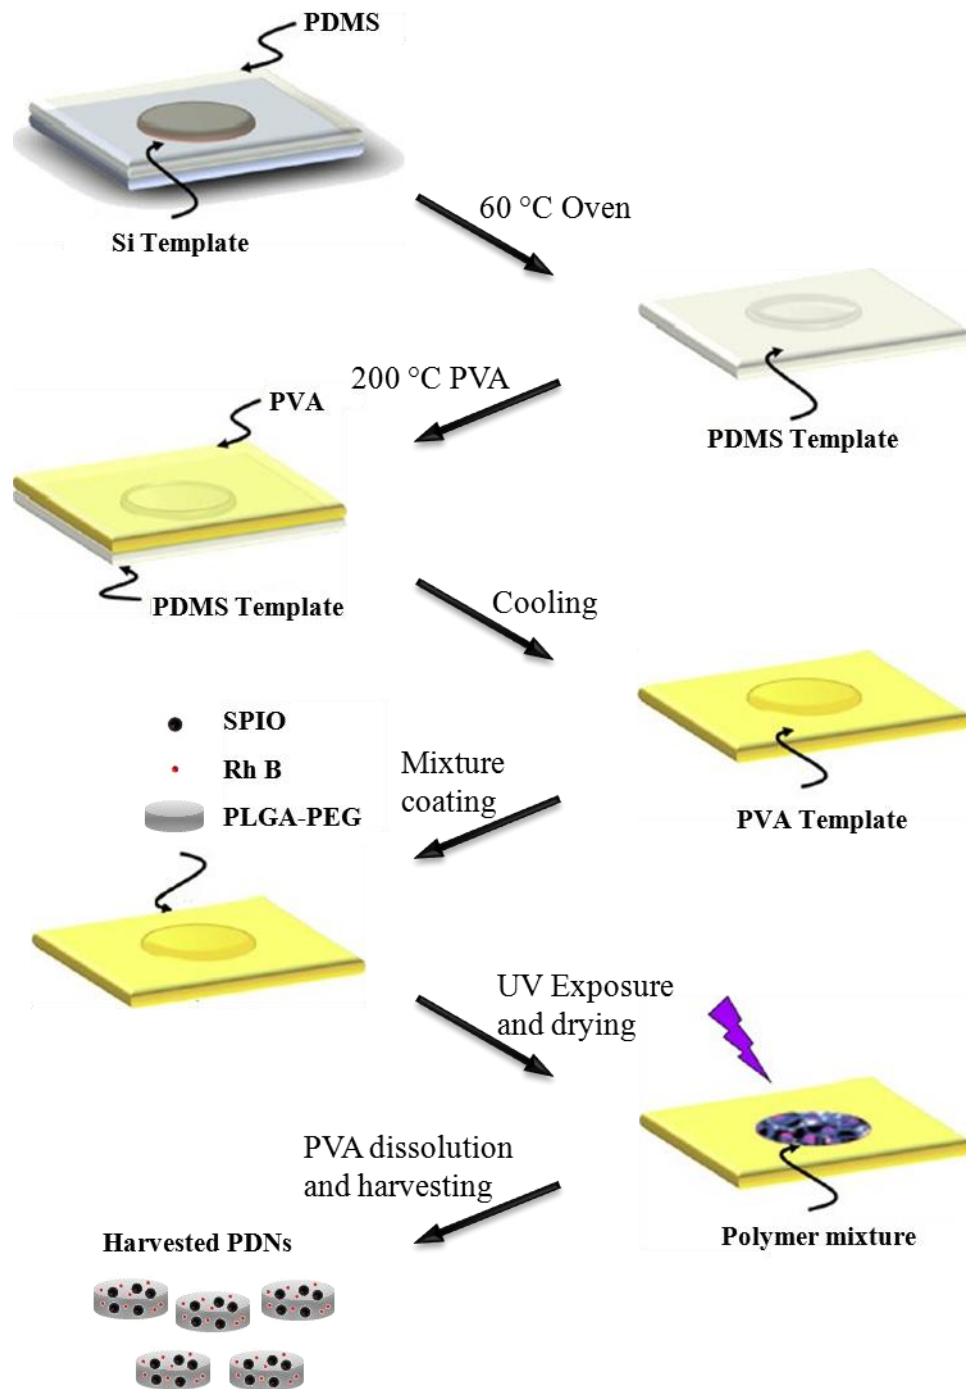 PDMS
Si Template
60 °C Oven
PDMS Template
200 °C PVA
PVA
PDMS Template
Cooling
PVA Template
SPIO
Rh B
PLGA-PEG
Mixture
coating
UV Exposure
and drying
Polymer mixture
PVA dissolution
and harvesting
Harvested PDNs